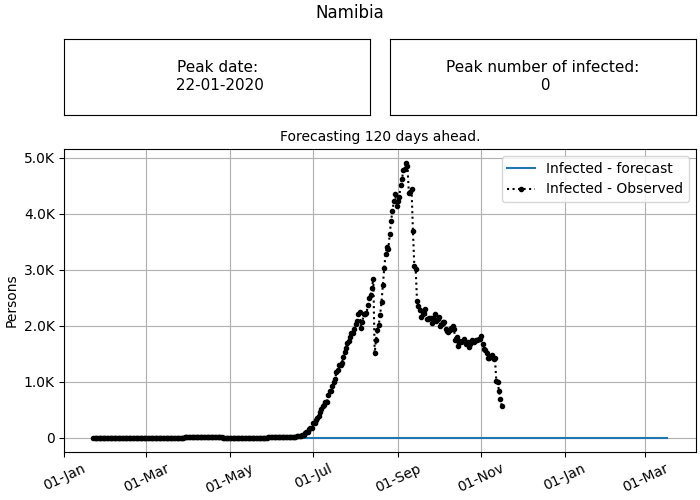 Namibia
Peak date:
22-01-2020
Peak number of infected:
0
Forecasting 120 days ahead.
Infected - forecast
Infected - Observed
Persons
5.0K
4.0K
3.0K
2.0K
1.0K
0
01-Jan
01-Mar
01-May
01-Jul
01-Sep
01-Nov
01-Jan
01-Mar